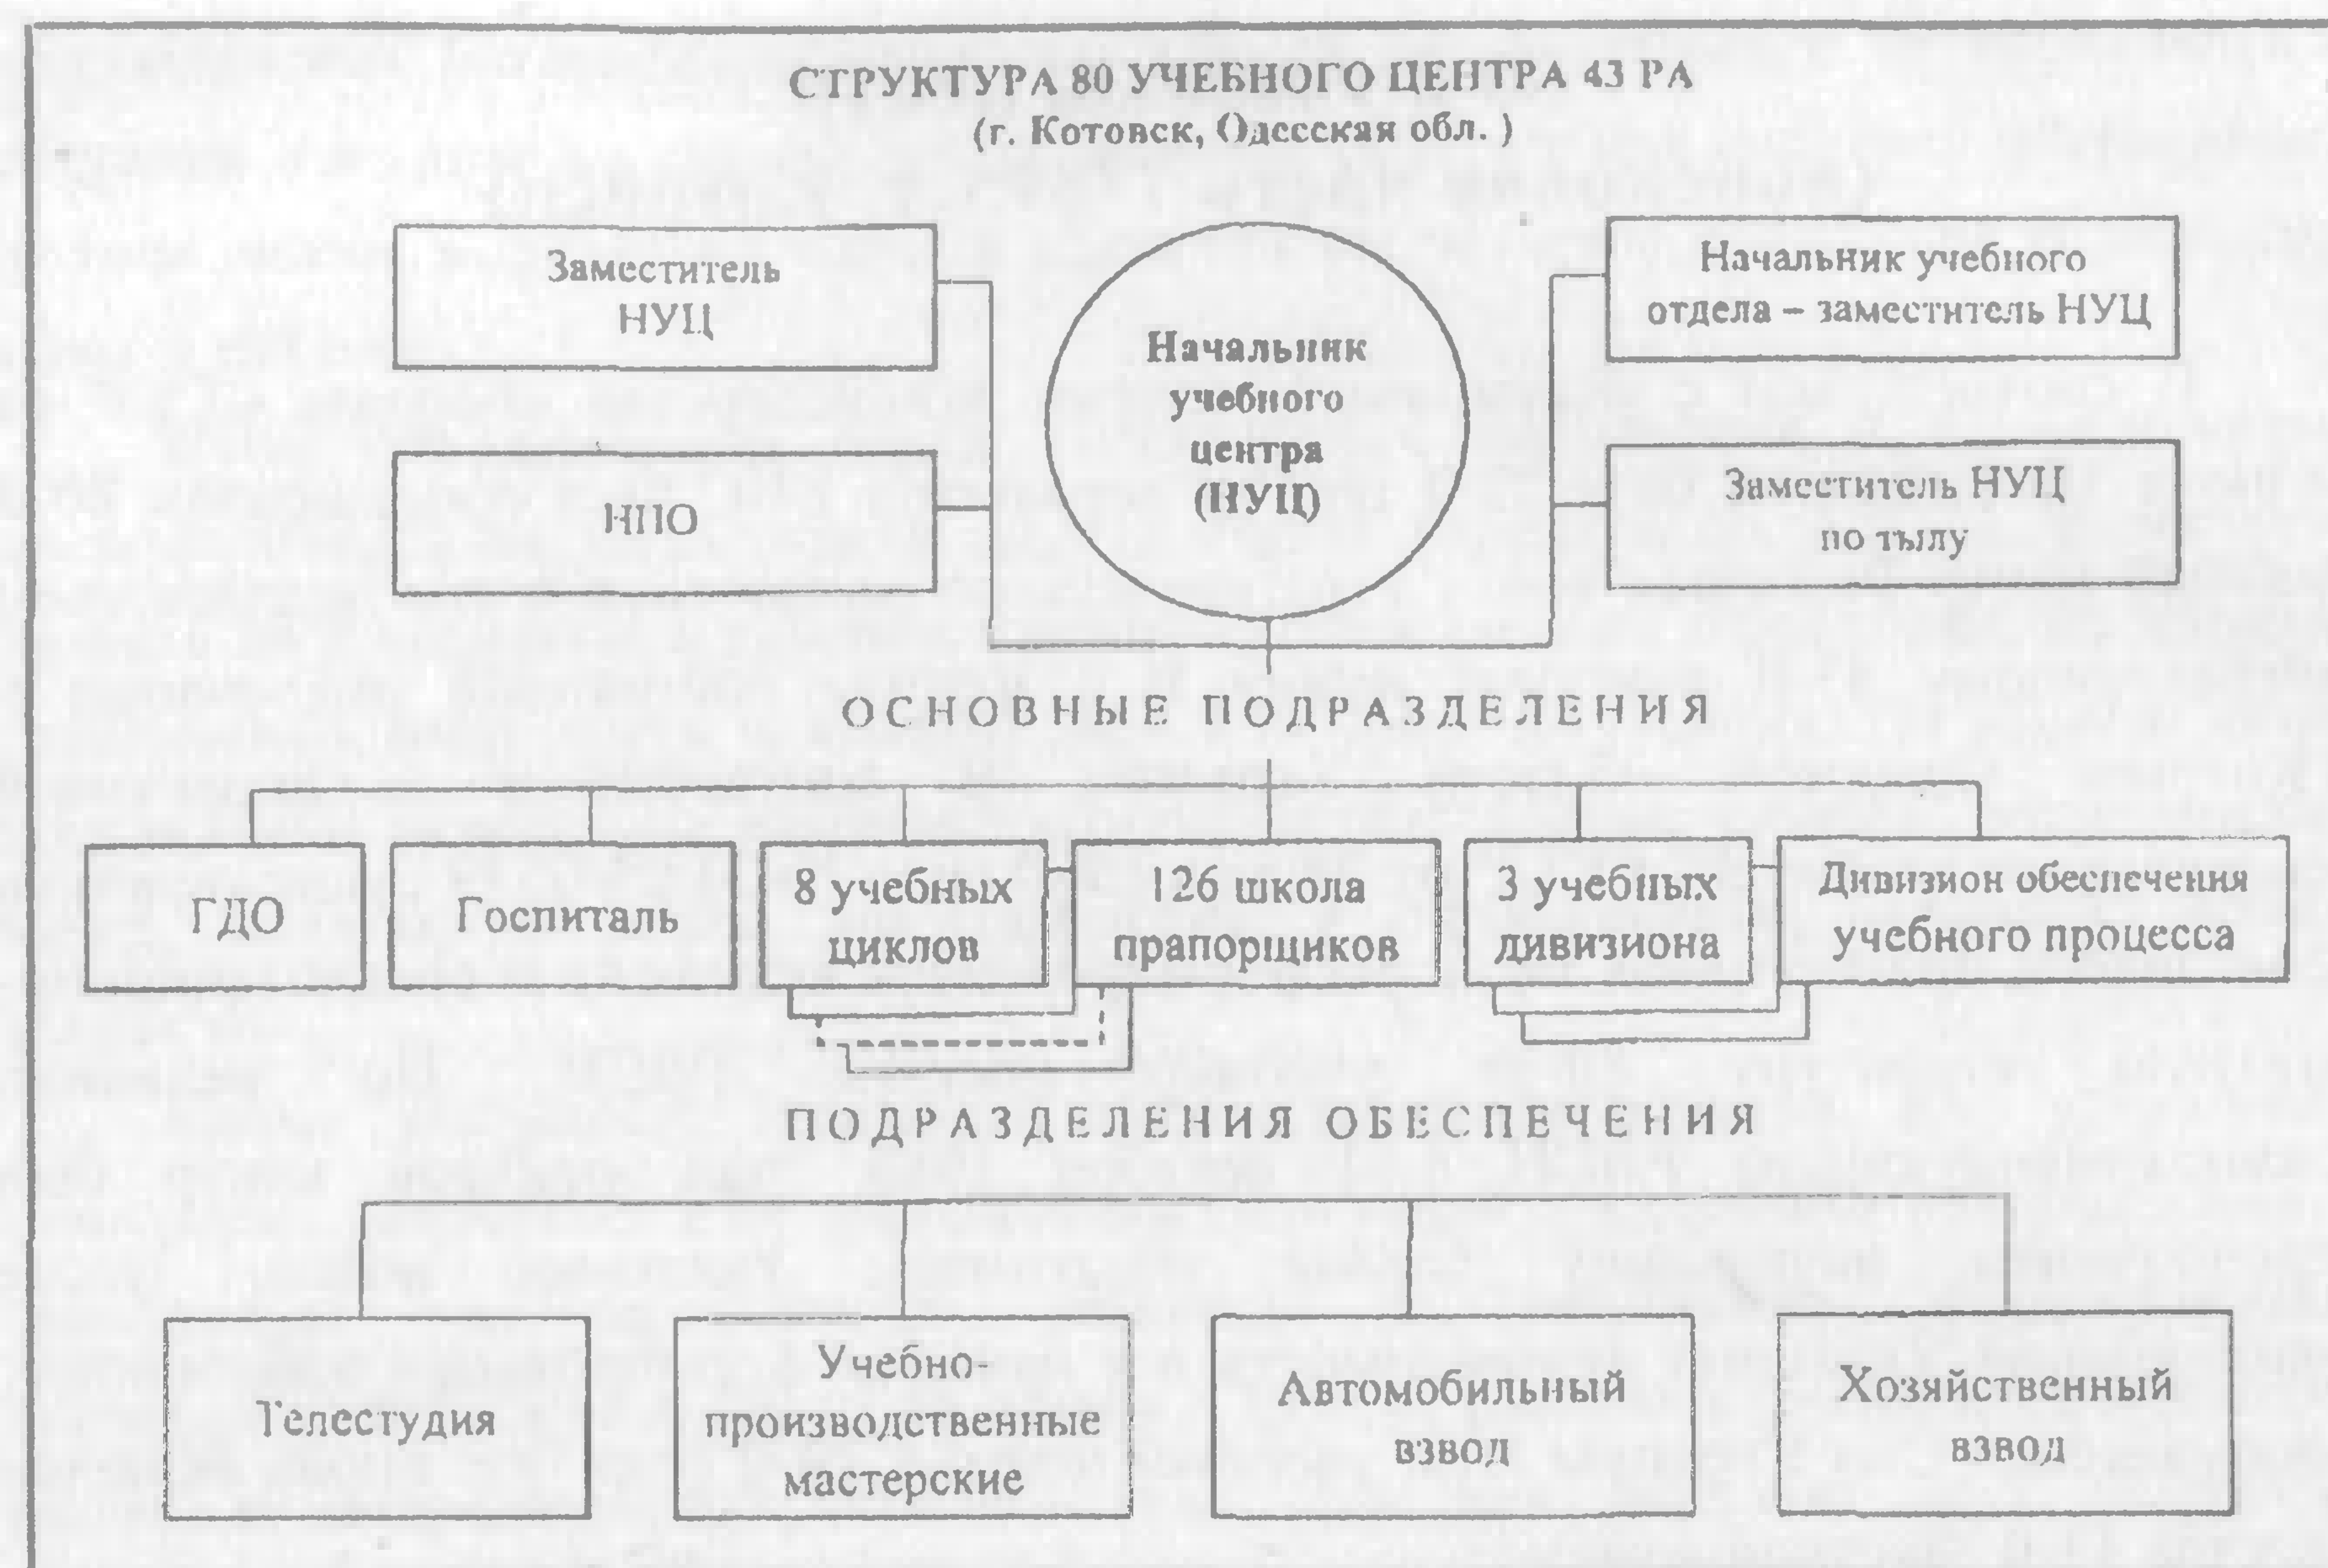 СТРУКТУРА 80 УЧЕБНОГО ЦЕНТРА 43 РА
(г. Котовск, Одесская обл. )
Заместитель
НУЦ
НПО
Начальник
учебного
центра
(НУЦ)
Начальник учебного
отдела – заместитель НУЦ
Заместитель НУЦ
по тылу
ОСНОВНЫЕ ПОДРАЗДЕЛЕНИЯ
ГДО
Госпиталь
8 учебных
циклов
126 школа
прапорщиков
3 учебных
дивизиона
Дивизион обеспечения
учебного процесса
ПОДРАЗДЕЛЕНИЯ ОБЕСПЕЧЕНИЯ
Телестудия
Учебно-
производственные
мастерские
Автомобильный
взвод
Хозяйственный
взвод